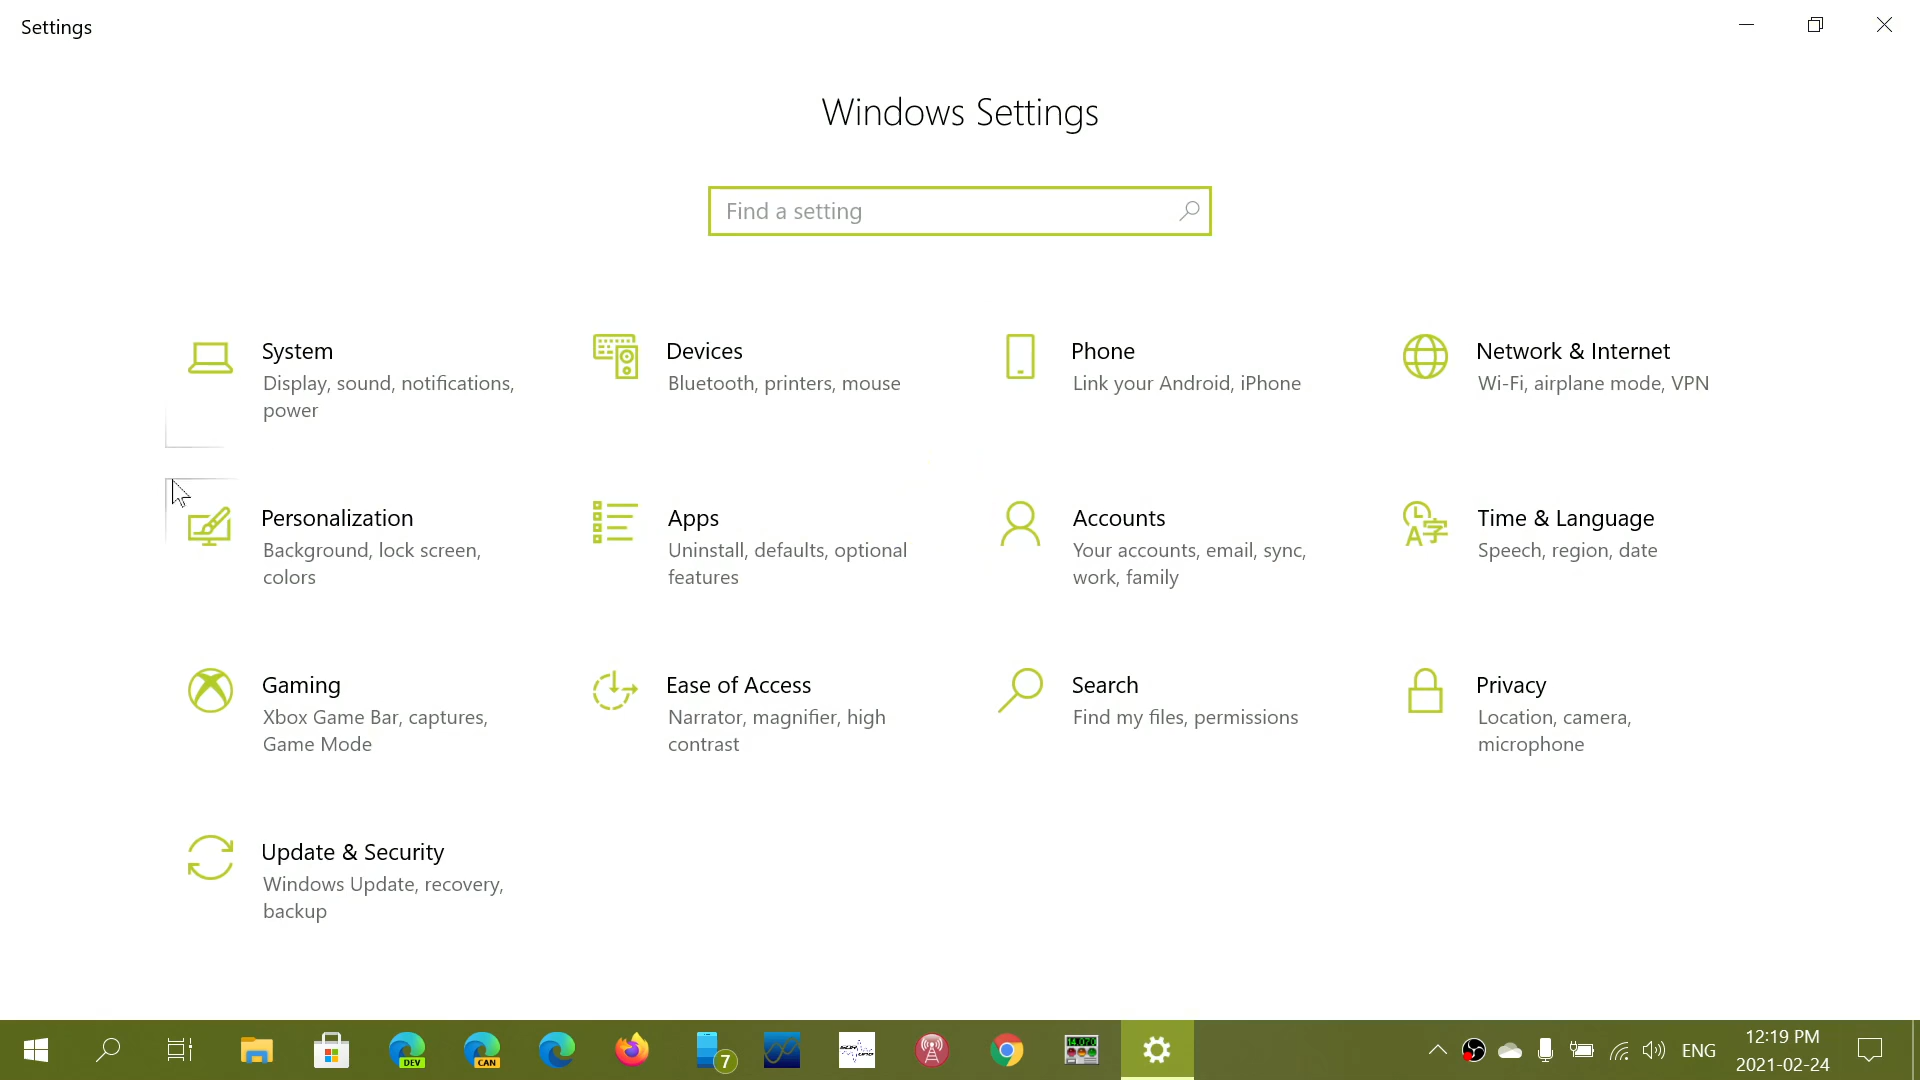 Settings
Windows Settings
Find a setting
System
Display, sound, notifications,
power
Devices
Bluetooth, printers, mouse
Phone
Link your Android, iPhone
Network & Internet
Wi-Fi, airplane mode, VPN
Personalization
Background, lock screen,
colors
Apps
Uninstall, defaults, optional
features
Accounts
Your accounts, email, sync,
work, family
Time & Language
Speech, region, date
Gaming
Xbox Game Bar, captures,
Game Mode
Ease of Access
Narrator, magnifier, high
contrast
Search
Find my files, permissions
Privacy
Location, camera,
microphone
Update & Security
Windows Update, recovery,
backup
DEV
CAN
7
14.070
ENG
12:19 PM
2021-02-24